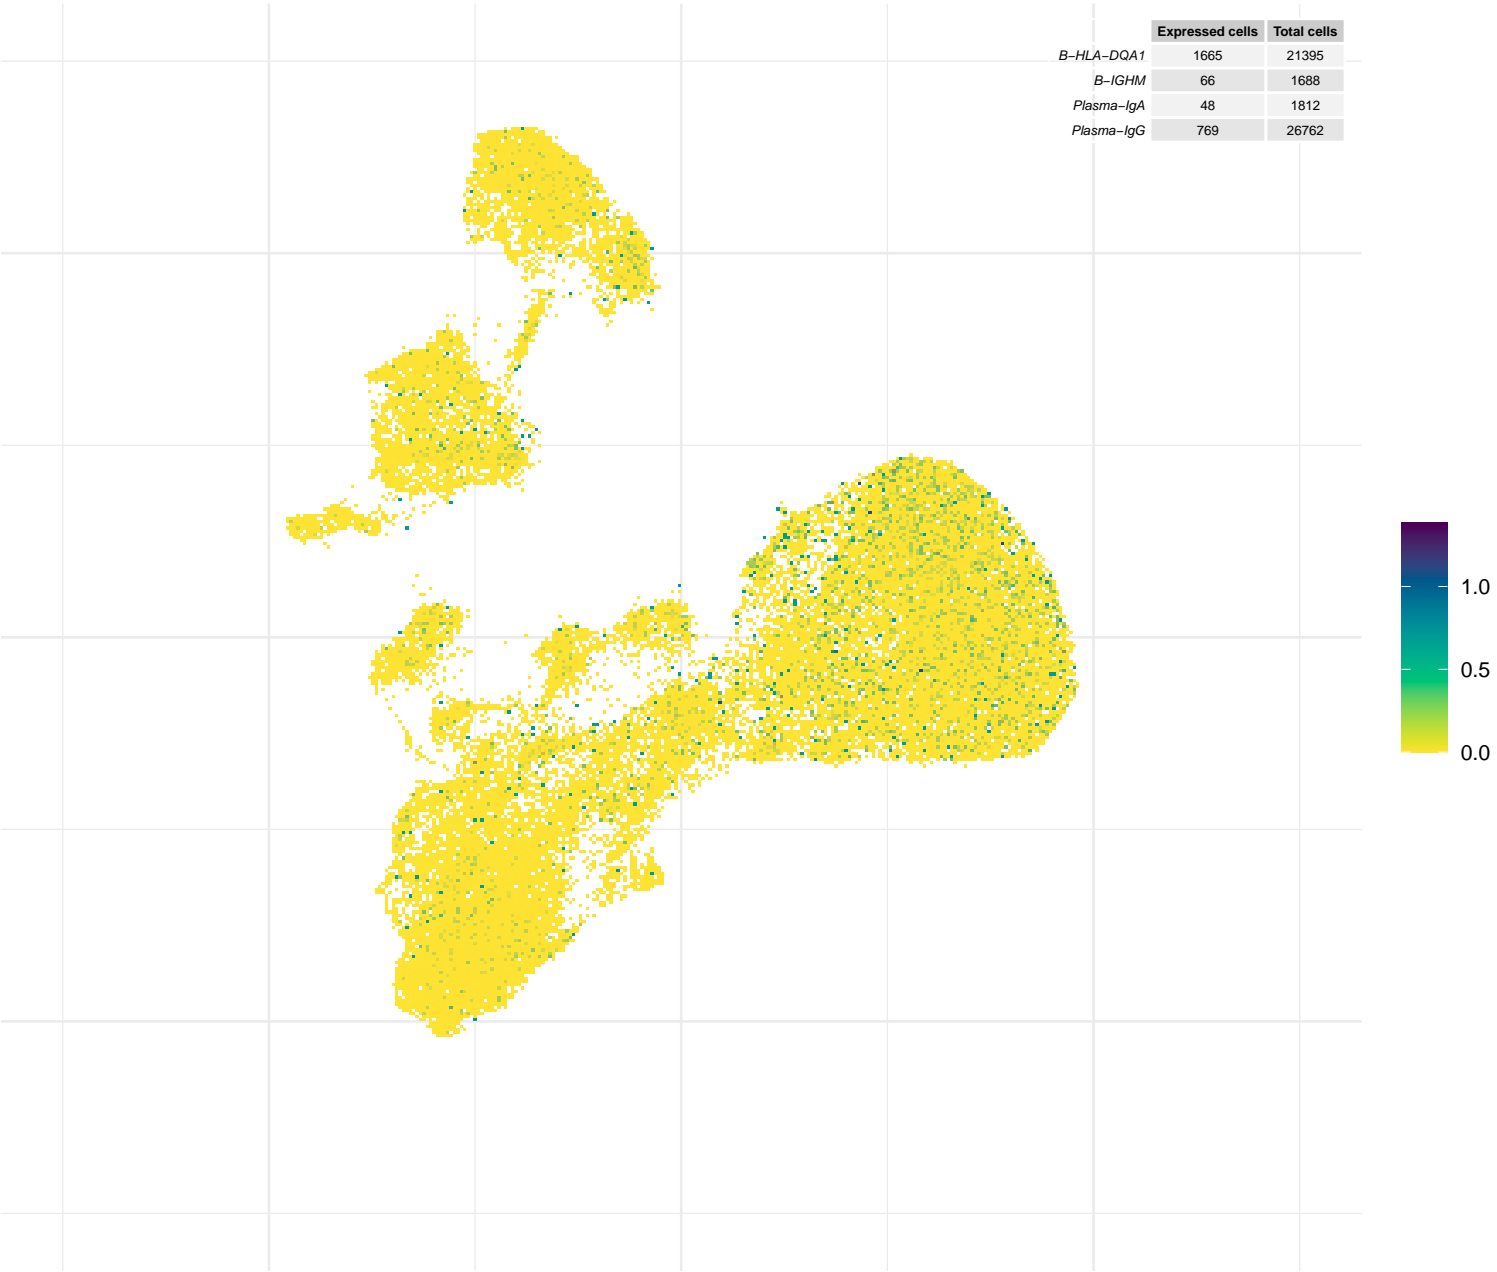 Expressed cells Total cells
B−HLA−DQA1 1665 21395
B−IGHM 66 1688
Plasma−IgA 48 1812
Plasma−IgG 769 26762
1.0
0.5
0.0